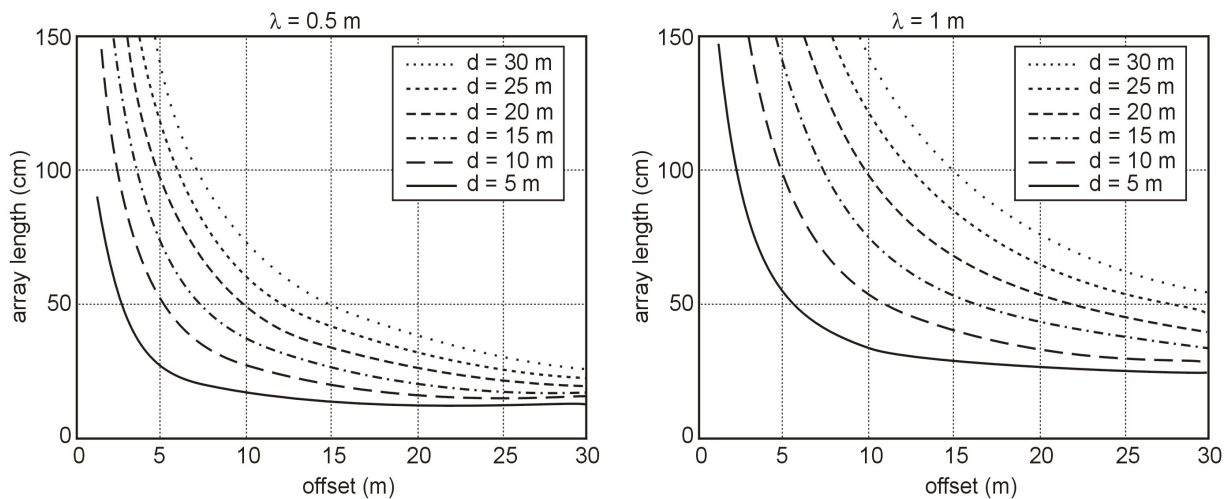 λ = 0.5 m
150
100
50
0
array length (cm)
d = 30 m
d = 25 m
d = 20 m
d = 15 m
d = 10 m
d = 5 m
0 5 10 15 20 25 30
offset (m)
λ = 1 m
150
100
50
0
array length (cm)
d = 30 m
d = 25 m
d = 20 m
d = 15 m
d = 10 m
d = 5 m
0 5 10 15 20 25 30
offset (m)